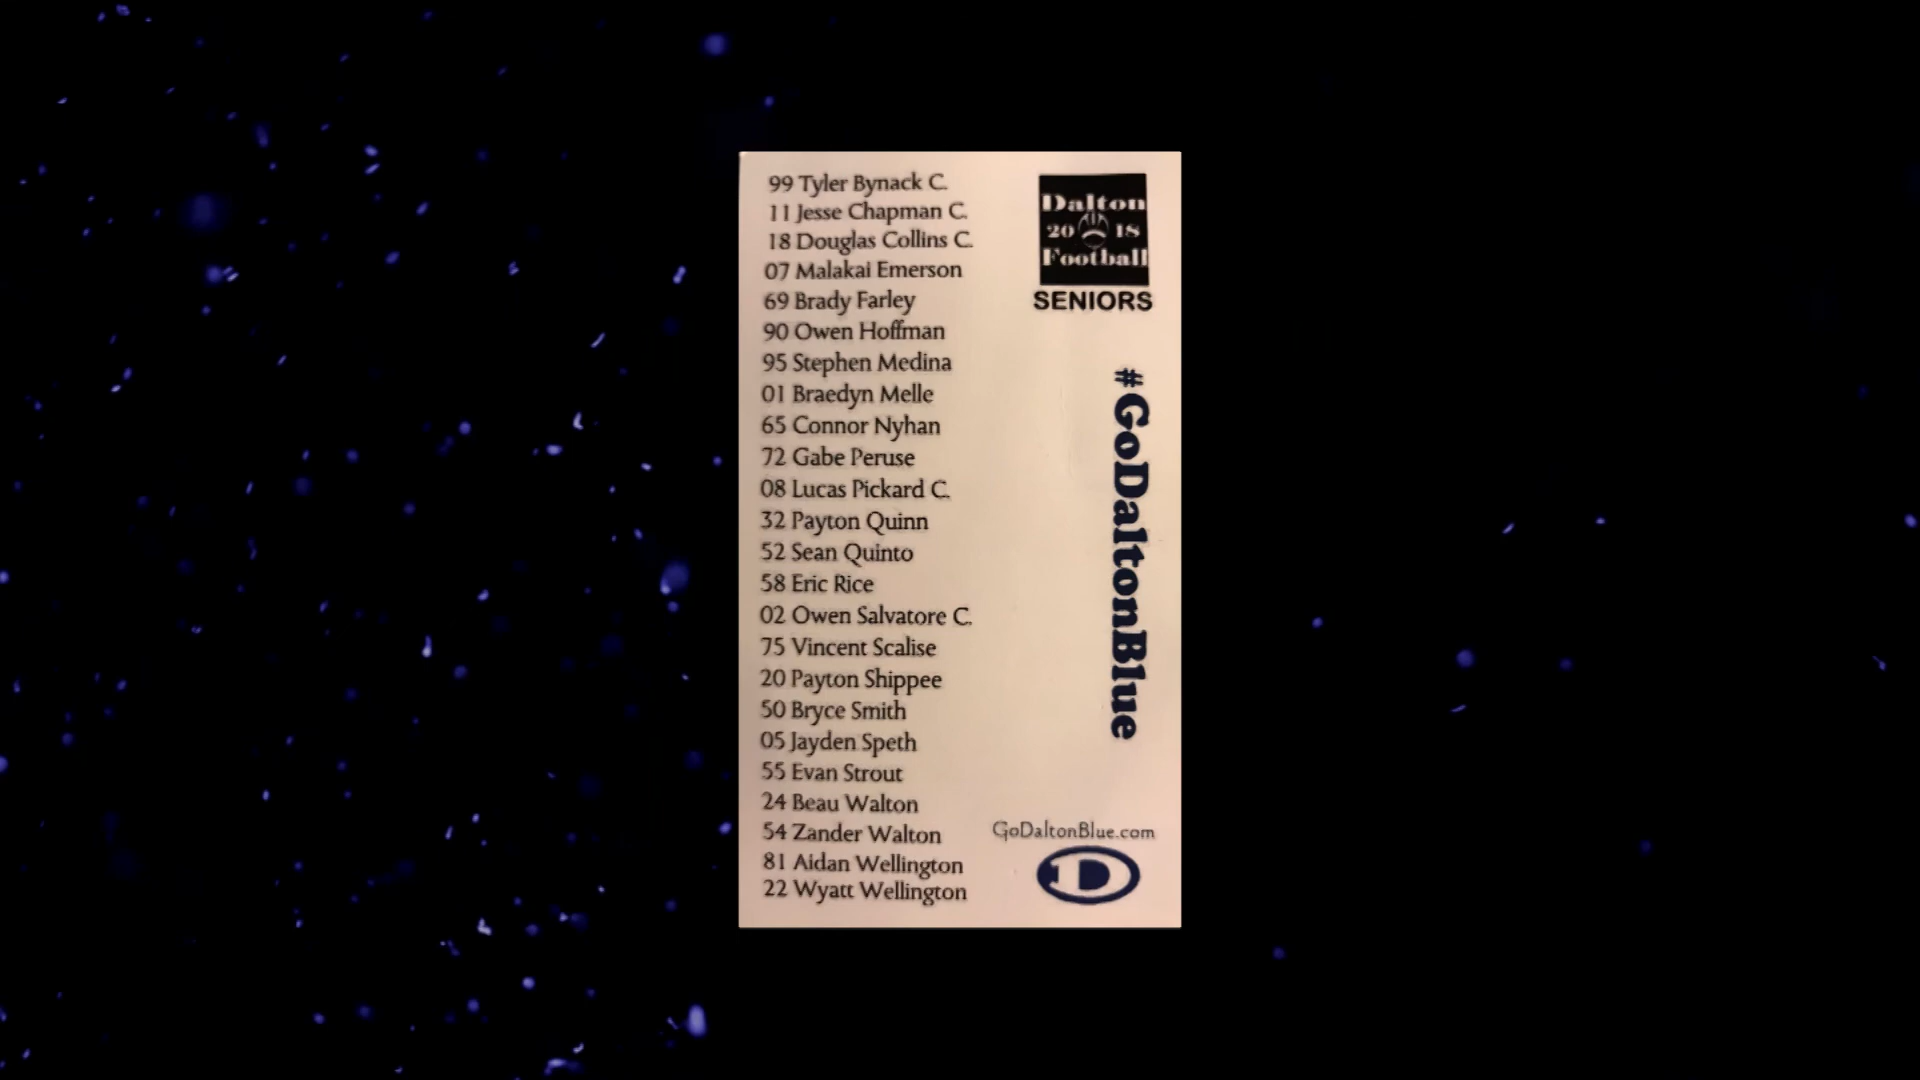 99 Tyler Bynack C.
11 Jesse Chapman C.
18 Douglas Collins C.
07 Malakai Emerson
69 Brady Farley
90 Owen Hoffman
95 Stephen Medina
01 Braedyn Melle
65 Connor Nyhan
72 Gabe Peruse
08 Lucas Pickard C.
32 Payton Quinn
52 Sean Quinto
58 Eric Rice
02 Owen Salvatore C.
75 Vincent Scalise
20 Payton Shippee
50 Bryce Smith
05 Jayden Speth
55 Evan Strout
24 Beau Walton
54 Zander Walton
81 Aidan Wellington
22 Wyatt Wellington
Dalton
20 18
Football
SENIORS
#GoDaltonBlue
GoDaltonBlue.com
D